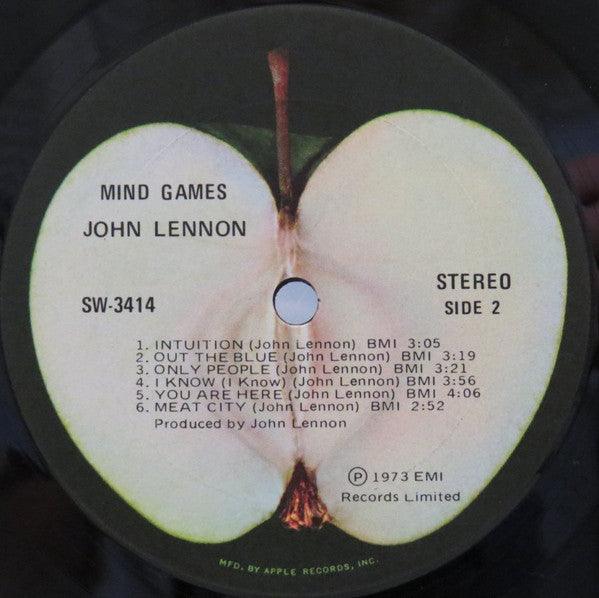 MIND GAMES
JOHN LENNON
SW-3414
STEREO
SIDE 2
1. INTUITION (John Lennon) BMI 3:05
2. OUT THE BLUE (John Lennon) BMI 3:19
3. ONLY PEOPLE (John Lennon) BMI 3:21
4. I KNOW (I Know) (John Lennon) BMI 3:56
5. YOU ARE HERE (John Lennon) BMI 4:06
6. MEAT CITY (John Lennon) BMI 2:52
Produced by John Lennon
Ⓟ 1973 EMI
Records Limited
MFD. BY APPLE RECORDS, INC.